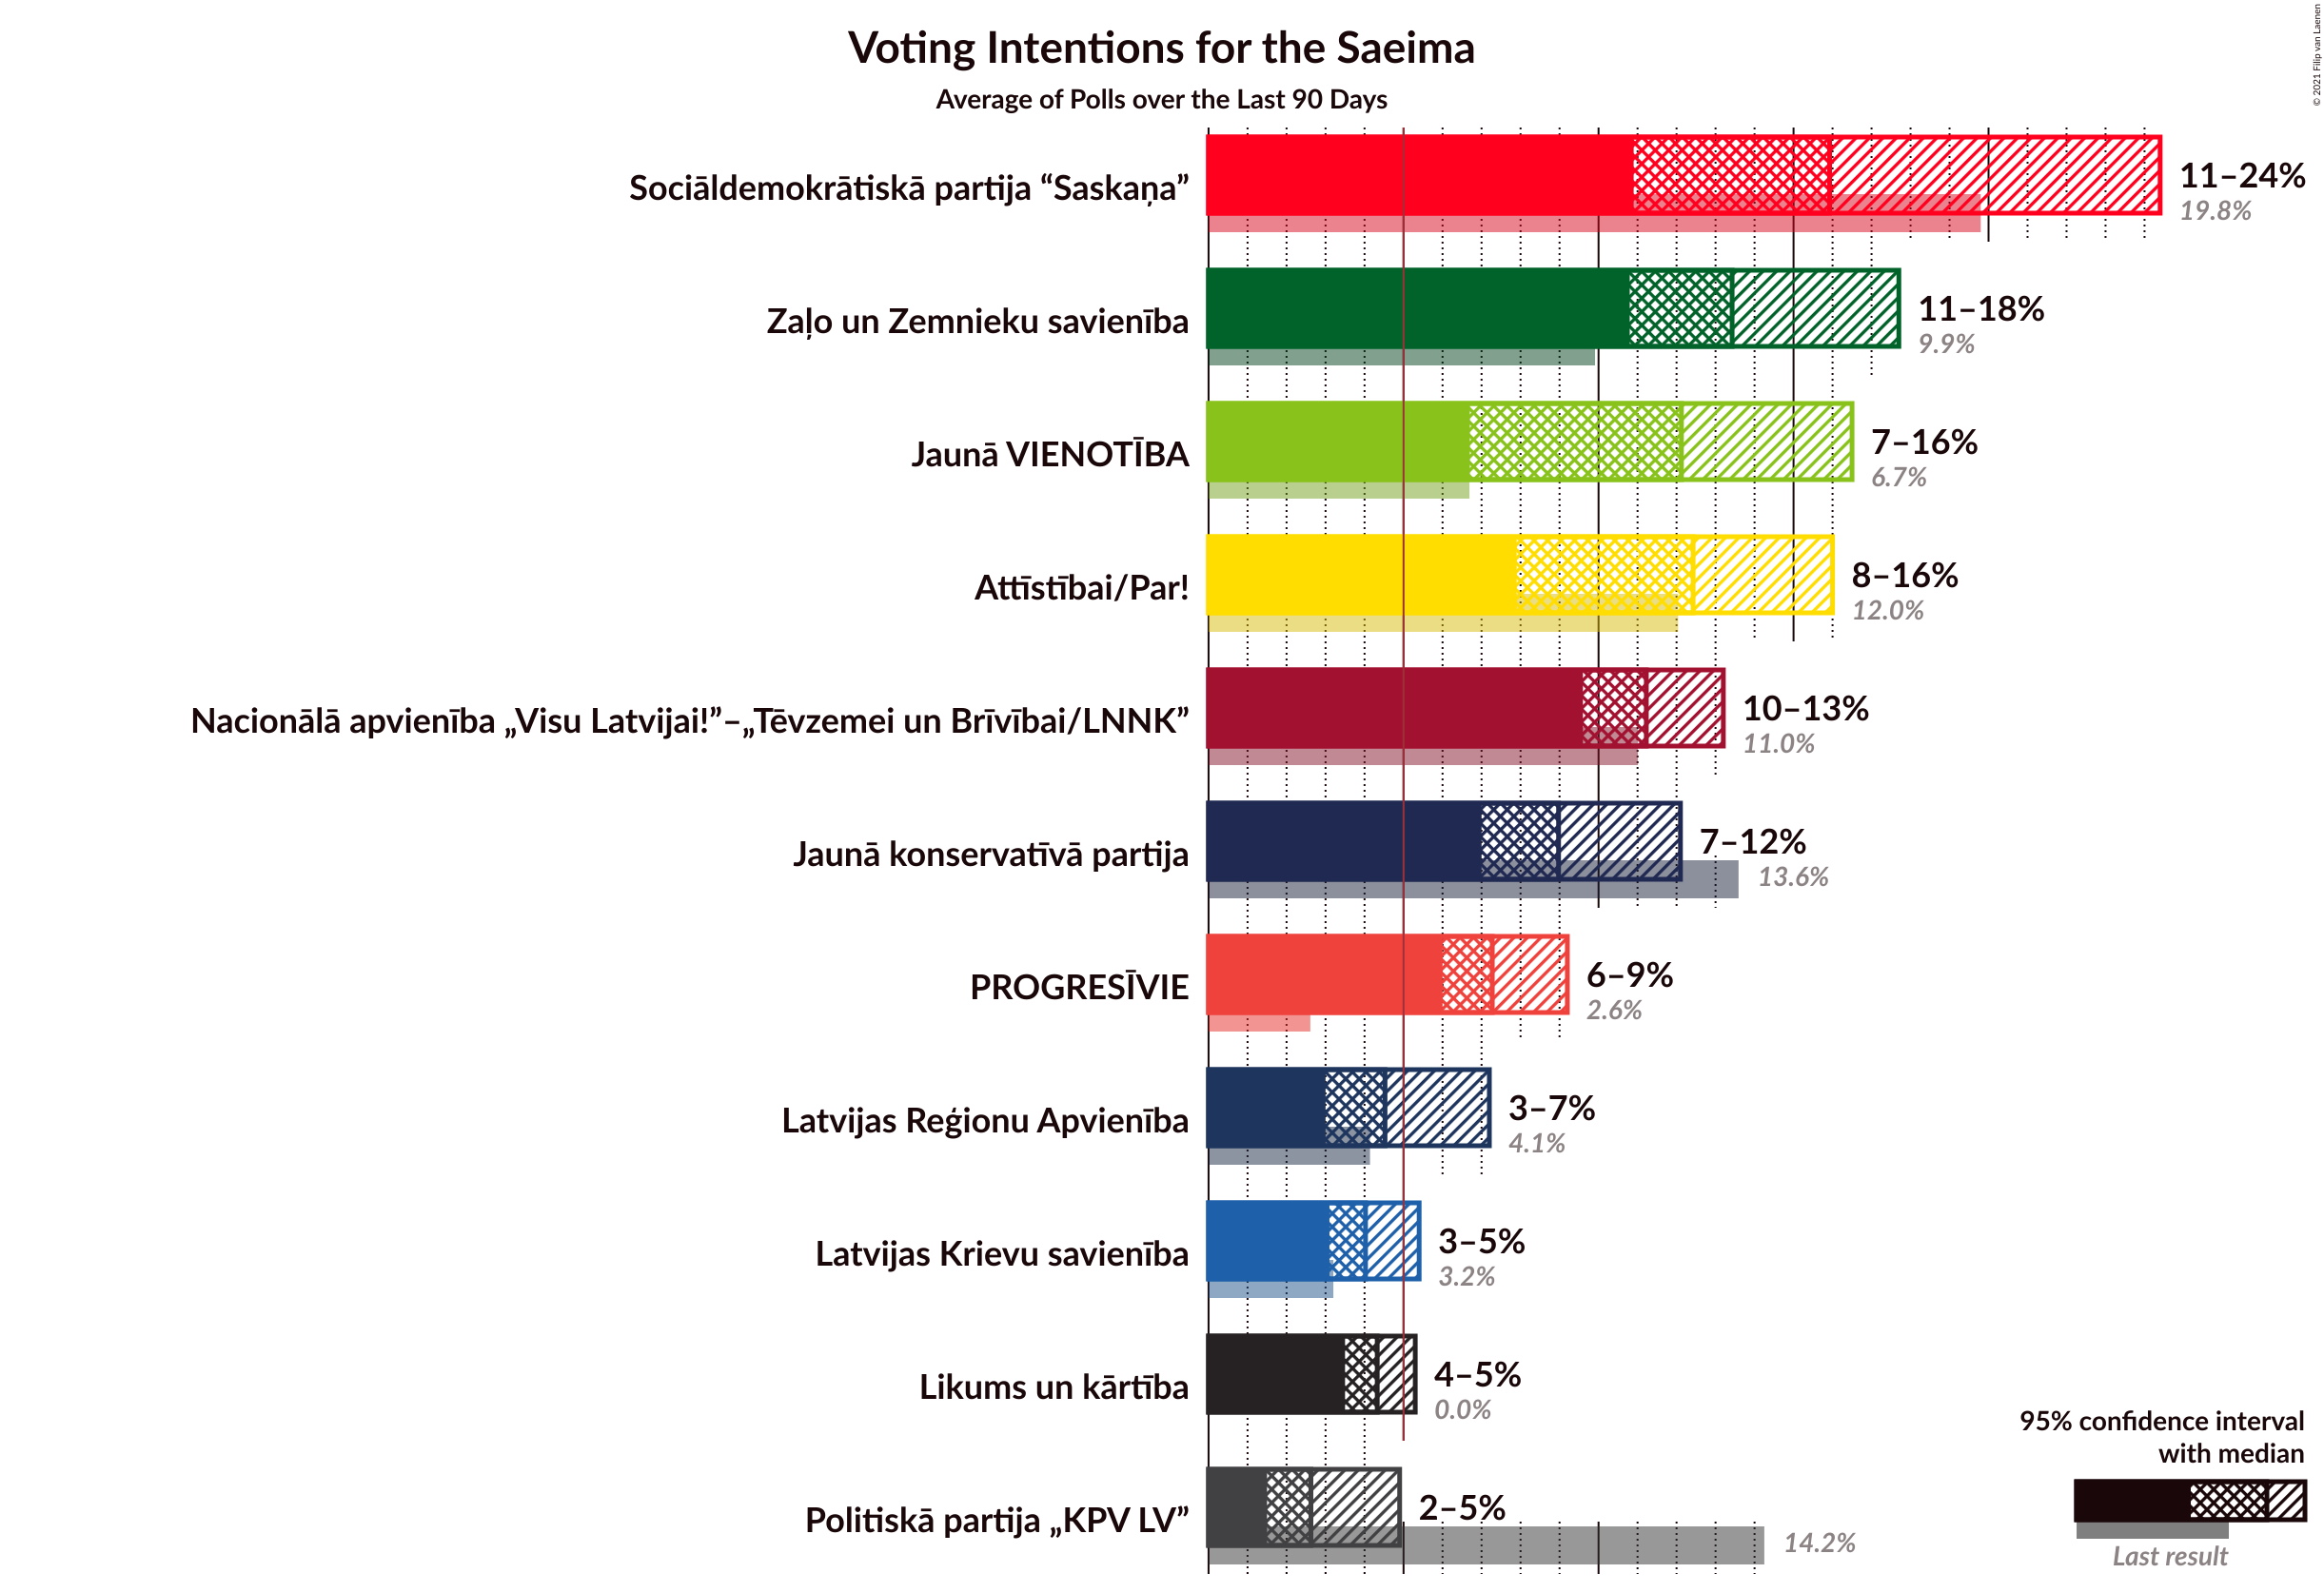 Voting Intentions for the Saeima
Average of Polls over the Last 90 Days
© 2021 Filip van Laenen
Sociāldemokrātiskā partija “Saskaņa”
11–24%
19.8%
Zaļo un Zemnieku savienība
11–18%
9.9%
Jaunā VIENOTĪBA
7–16%
6.7%
Attīstībai/Par!
8–16%
12.0%
Nacionālā apvienība „Visu Latvijai!”–„Tēvzemei un Brīvībai/LNNK”
10–13%
11.0%
Jaunā konservatīvā partija
7–12%
13.6%
PROGRESĪVIE
6–9%
2.6%
Latvijas Reģionu Apvienība
3–7%
4.1%
Latvijas Krievu savienība
3–5%
3.2%
Likums un kārtība
4–5%
0.0%
Politiskā partija „KPV LV”
2–5%
14.2%
95% confidence interval
with median
Last result